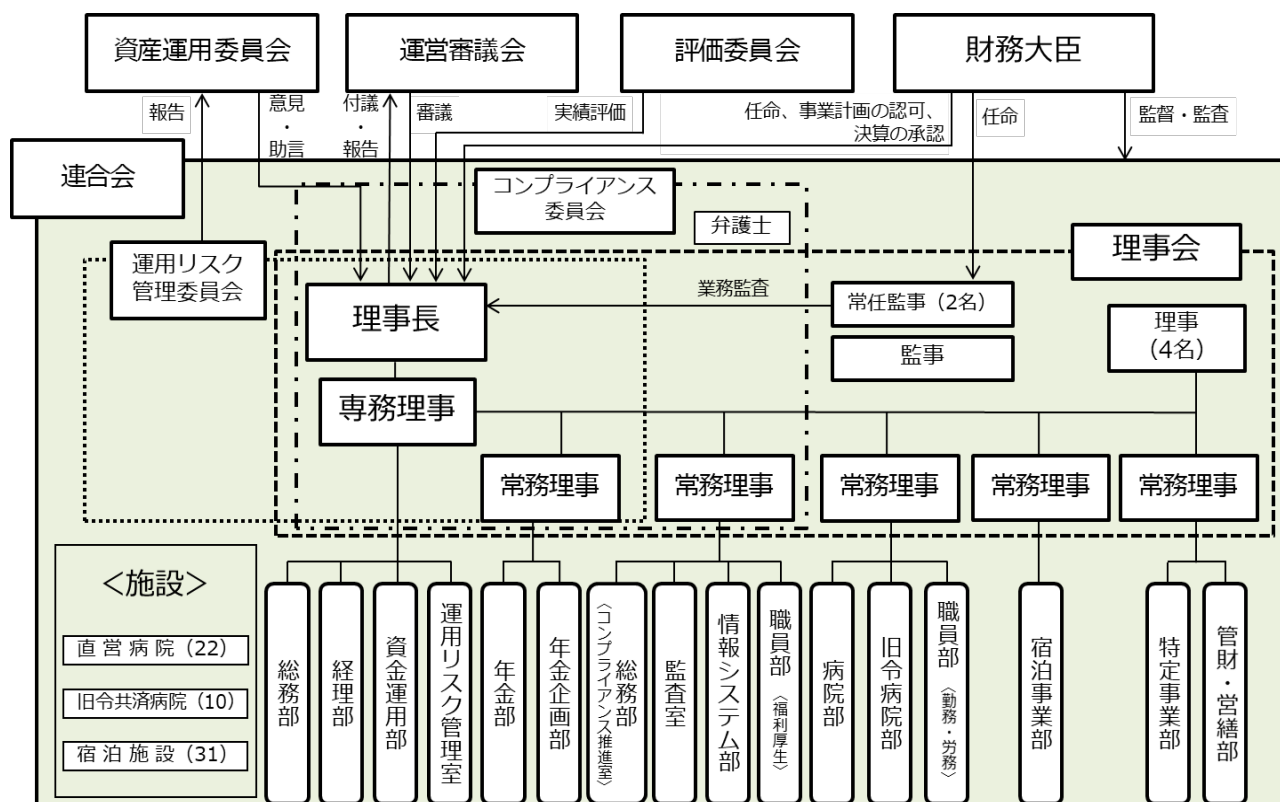 資産運用委員会
運営審議会
評価委員会
財務大臣
報告
意見
・
助言
付議
・
報告
審議
実績評価
任命、事業計画の認可、
決算の承認
任命
監督・監査
連合会
コンプライアンス
委員会
弁護士
理事会
運用リスク
管理委員会
理事長
業務監査
常任監事（2名）
監事
理事
（4名）
専務理事
常務理事
常務理事
常務理事
常務理事
常務理事
＜施設＞
直営病院（22）
旧令共済病院（10）
宿泊施設（31）
総務部
経理部
資金運用部
運用リスク管理室
年金部
年金企画部
総務部
〈コンプライアンス推進室〉
監査室
情報システム部
職員部〈福利厚生〉
病院部
旧令病院部
職員部〈勤務・労務〉
宿泊事業部
特定事業部
管財・営繕部